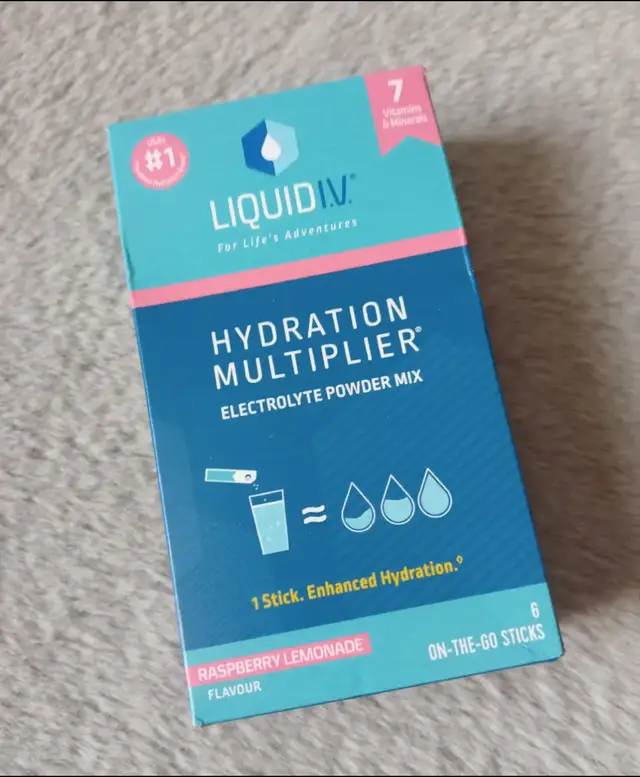 USA's
#1
7
Vitamins
& Minerals
LIQUID I.V.®
For Life's Adventures
HYDRATION
MULTIPLIER®
ELECTROLYTE POWDER MIX
≈
1 Stick. Enhanced Hydration.◊
RASPBERRY LEMONADE
FLAVOUR
6
ON-THE-GO STICKS